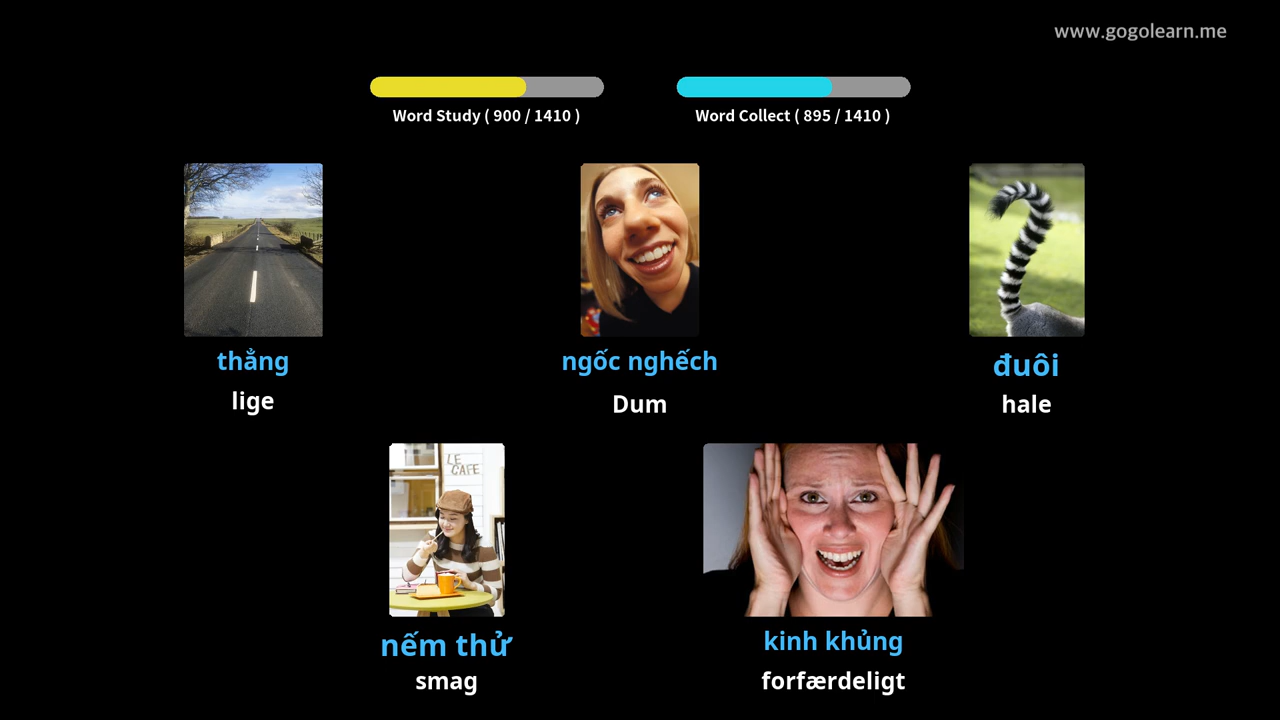 www.gogolearn.me
Word Study ( 900 / 1410 )
Word Collect ( 895 / 1410 )
thẳng
lige
ngốc nghếch
Dum
đuôi
hale
LE
CAFE
nếm thử
smag
kinh khủng
forfærdeligt